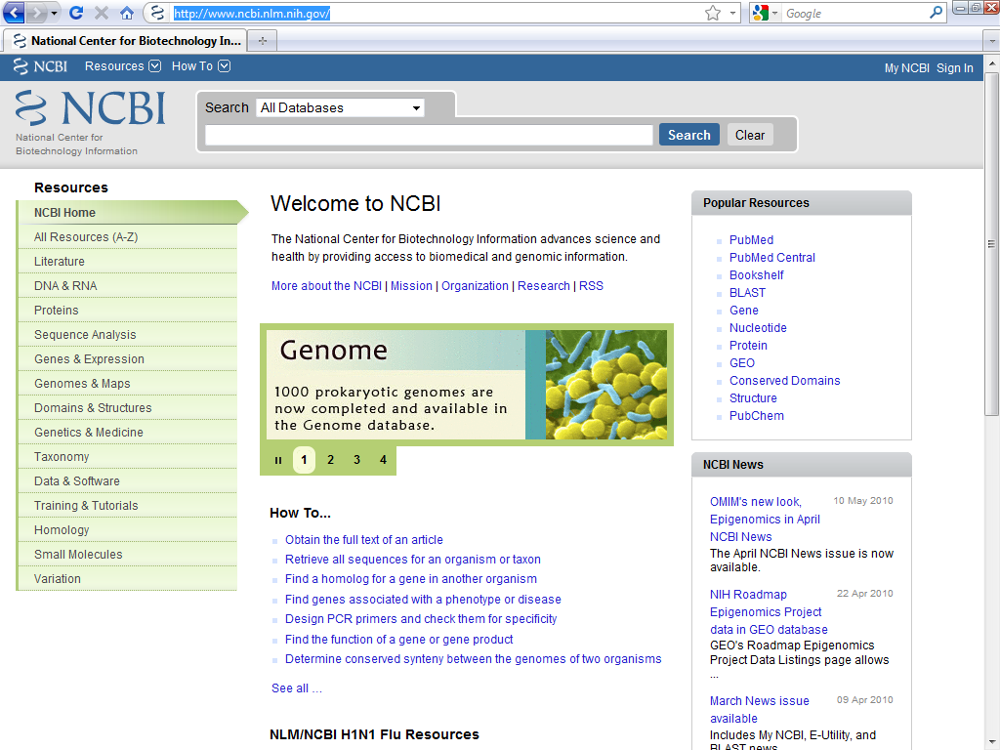 http://www.ncbi.nlm.nih.gov/
Google
National Center for Biotechnology In...
NCBI
Resources
How To
My NCBI
Sign In
NCBI
National Center for
Biotechnology Information
Search
All Databases
Search
Clear
Resources
NCBI Home
All Resources (A-Z)
Literature
DNA & RNA
Proteins
Sequence Analysis
Genes & Expression
Genomes & Maps
Domains & Structures
Genetics & Medicine
Taxonomy
Data & Software
Training & Tutorials
Homology
Small Molecules
Variation
Welcome to NCBI
The National Center for Biotechnology Information advances science and
health by providing access to biomedical and genomic information.
More about the NCBI | Mission | Organization | Research | RSS
Genome
1000 prokaryotic genomes are
now completed and available in
the Genome database.
1 2 3 4
How To...
Obtain the full text of an article
Retrieve all sequences for an organism or taxon
Find a homolog for a gene in another organism
Find genes associated with a phenotype or disease
Design PCR primers and check them for specificity
Find the function of a gene or gene product
Determine conserved synteny between the genomes of two organisms
See all ...
NLM/NCBI H1N1 Flu Resources
Popular Resources
PubMed
PubMed Central
Bookshelf
BLAST
Gene
Nucleotide
Protein
GEO
Conserved Domains
Structure
PubChem
NCBI News
OMIM's new look, 10 May 2010
Epigenomics in April
NCBI News
The April NCBI News issue is now
available.
NIH Roadmap 22 Apr 2010
Epigenomics Project
data in GEO database
GEO's Roadmap Epigenomics
Project Data Listings page allows
...
March News issue 09 Apr 2010
available
Includes My NCBI, E-Utility, and
BLAST news